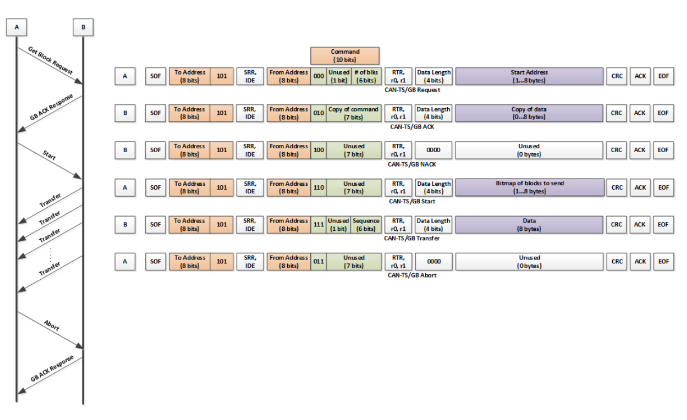 A B
Get Block Request
GB ACK Response
Start
Transfer
Transfer
Transfer
Transfer
Abort
GB ACK Response
Command
(10 bits)
A SOF To Address (8 bits) 101 SRR, IDE From Address (8 bits) 000 Unused (1 bit) # of blks (6 bits) RTR, r0, r1 Data Length (4 bits) Start Address (1...8 bytes) CRC ACK EOF
CAN-TS/GB Request
B SOF To Address (8 bits) 101 SRR, IDE From Address (8 bits) 010 Copy of command (7 bits) RTR, r0, r1 Data Length (4 bits) Copy of data (0...8 bytes) CRC ACK EOF
CAN-TS/GB ACK
B SOF To Address (8 bits) 101 SRR, IDE From Address (8 bits) 100 Unused (7 bits) RTR, r0, r1 0000 Unused (0 bytes) CRC ACK EOF
CAN-TS/GB NACK
A SOF To Address (8 bits) 101 SRR, IDE From Address (8 bits) 110 Unused (7 bits) RTR, r0, r1 Data Length (4 bits) Bitmap of blocks to send (1...8 bytes) CRC ACK EOF
CAN-TS/GB Start
B SOF To Address (8 bits) 101 SRR, IDE From Address (8 bits) 111 Unused (1 bit) Sequence (6 bits) RTR, r0, r1 Data Length (4 bits) Data (8 bytes) CRC ACK EOF
CAN-TS/GB Transfer
A SOF To Address (8 bits) 101 SRR, IDE From Address (8 bits) 011 Unused (7 bits) RTR, r0, r1 0000 Unused (0 bytes) CRC ACK EOF
CAN-TS/GB Abort